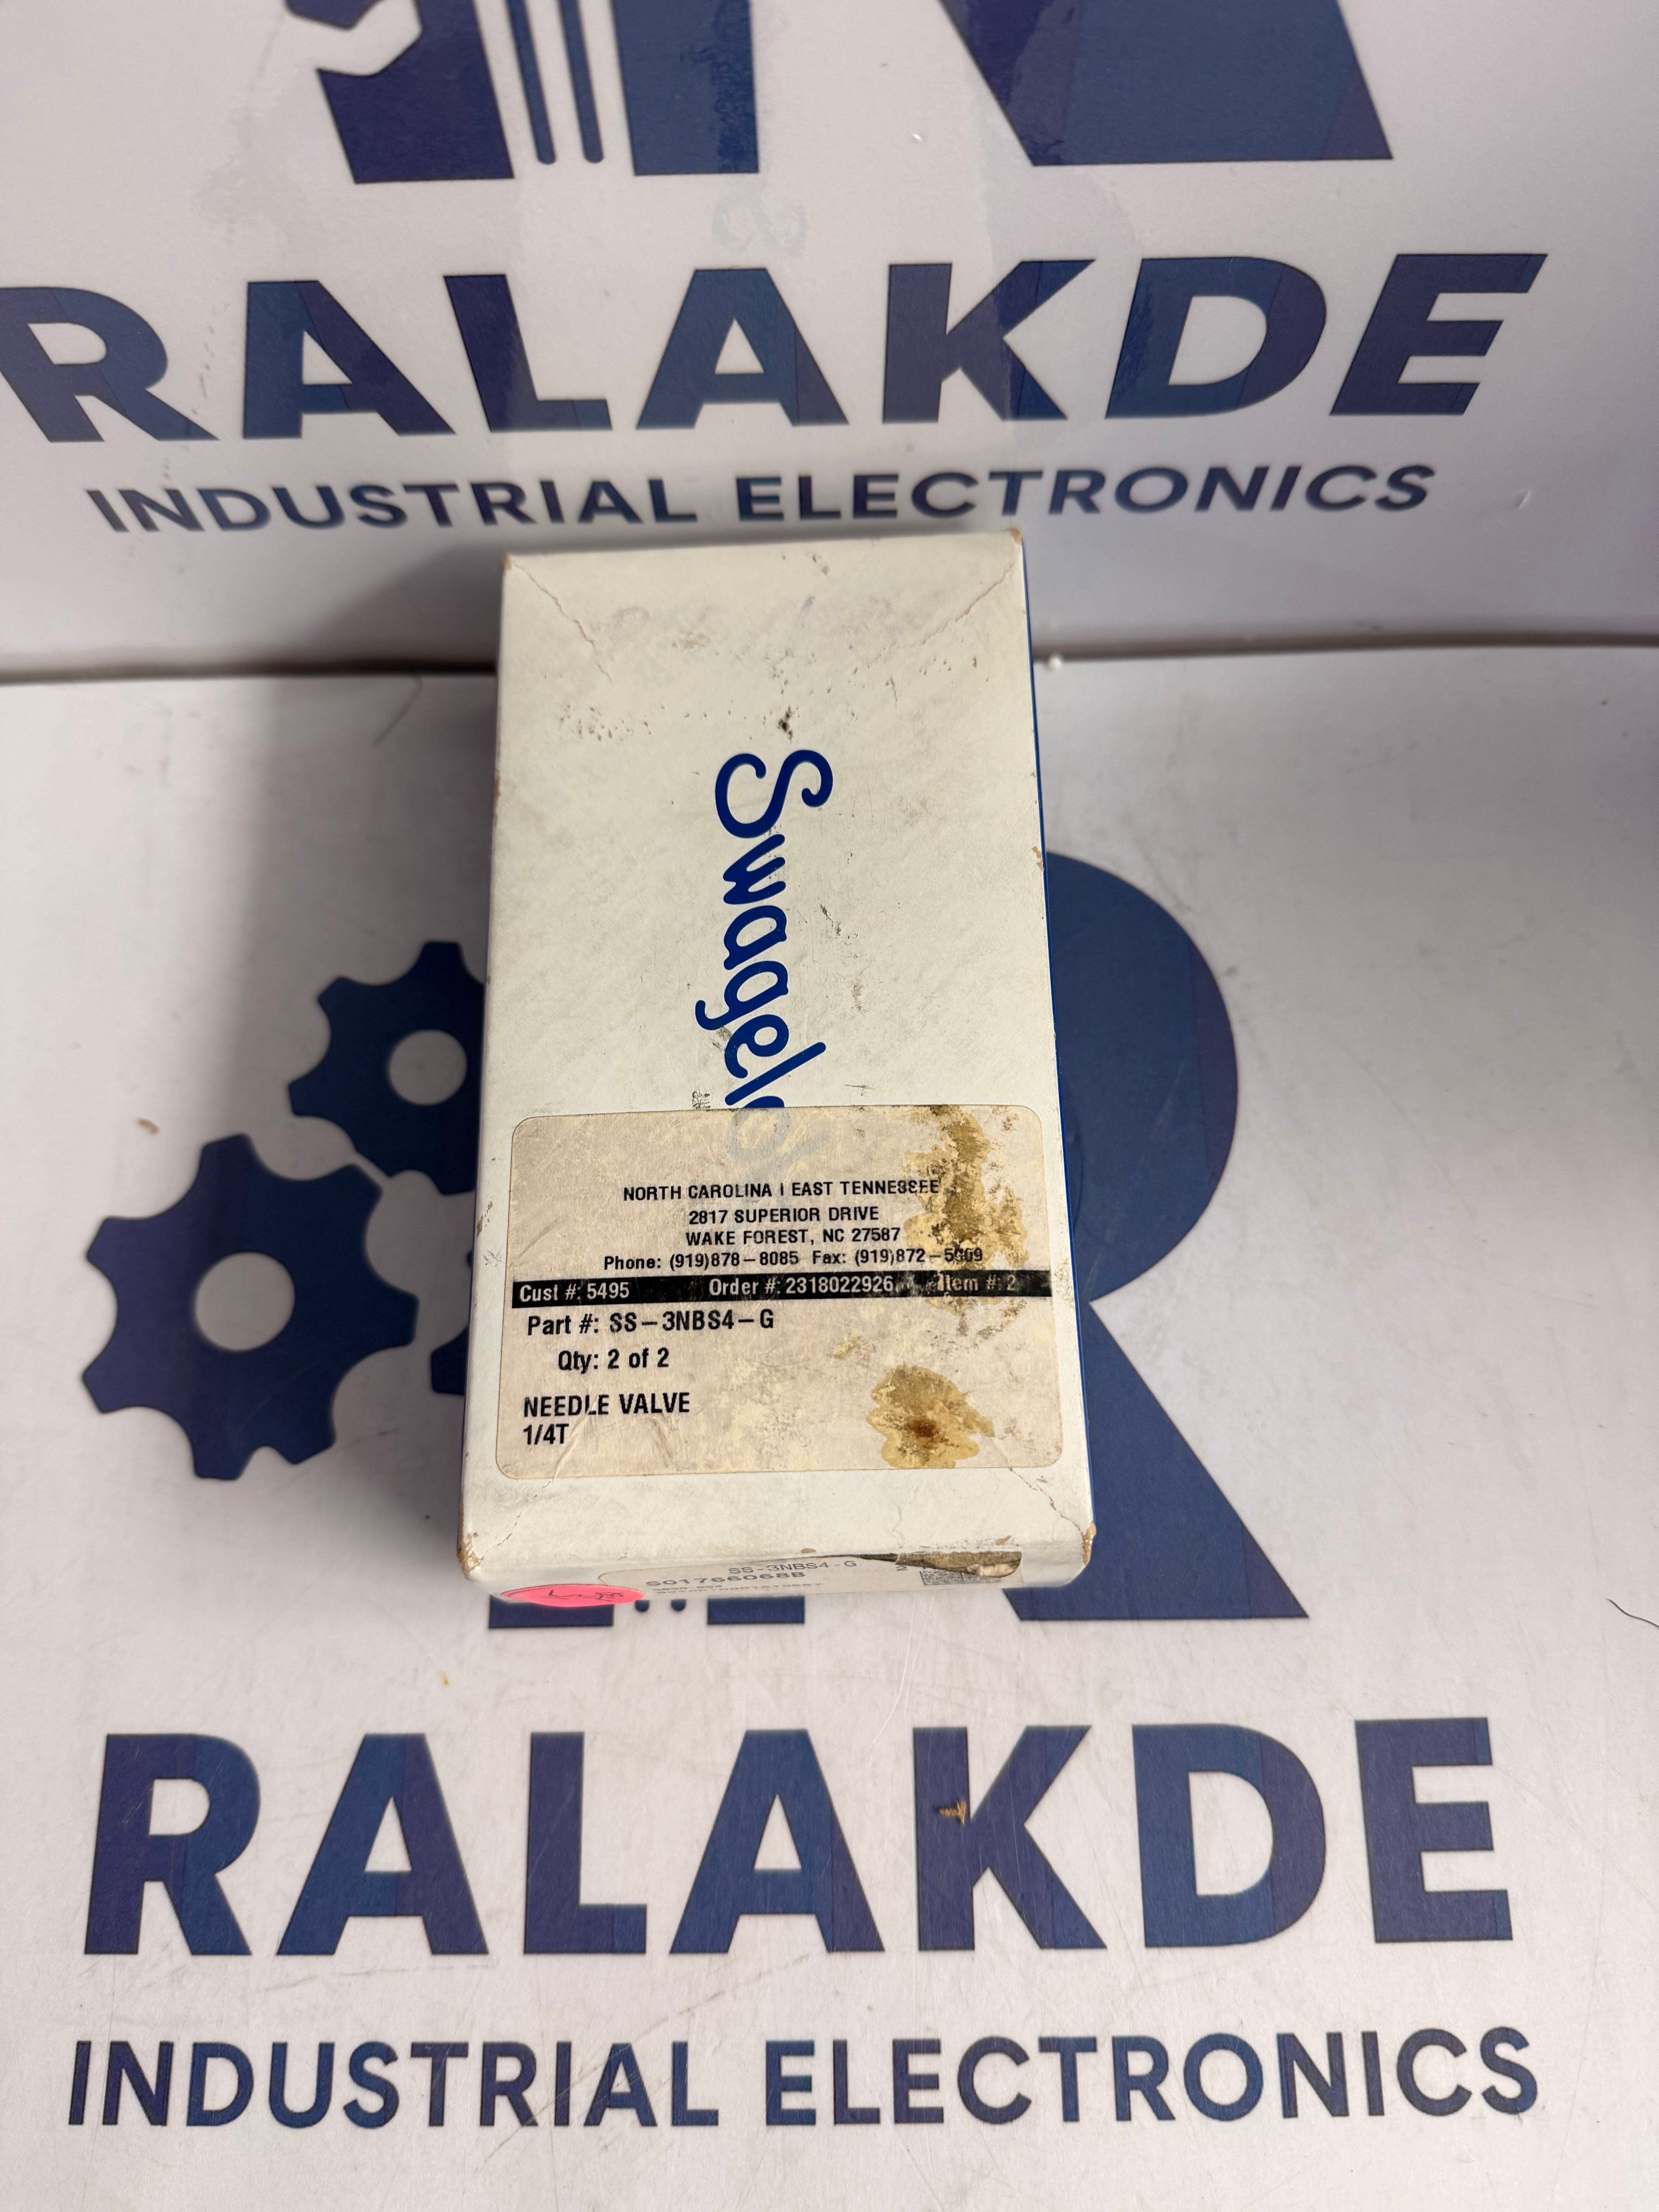 RALAKDE
INDUSTRIAL ELECTRONICS
Swagelo
NORTH CAROLINA | EAST TENNESSEE
2817 SUPERIOR DRIVE
WAKE FOREST, NC 27587
Phone: (919)878-8085 Fax: (919)872-
Cust #: 5495 Order #: 2318022926 Item #: 2
Part #: SS-3NBS4-G
Qty: 2 of 2
NEEDLE VALVE
1/4T
SS-3NBS4-G
RALAKDE
INDUSTRIAL ELECTRONICS